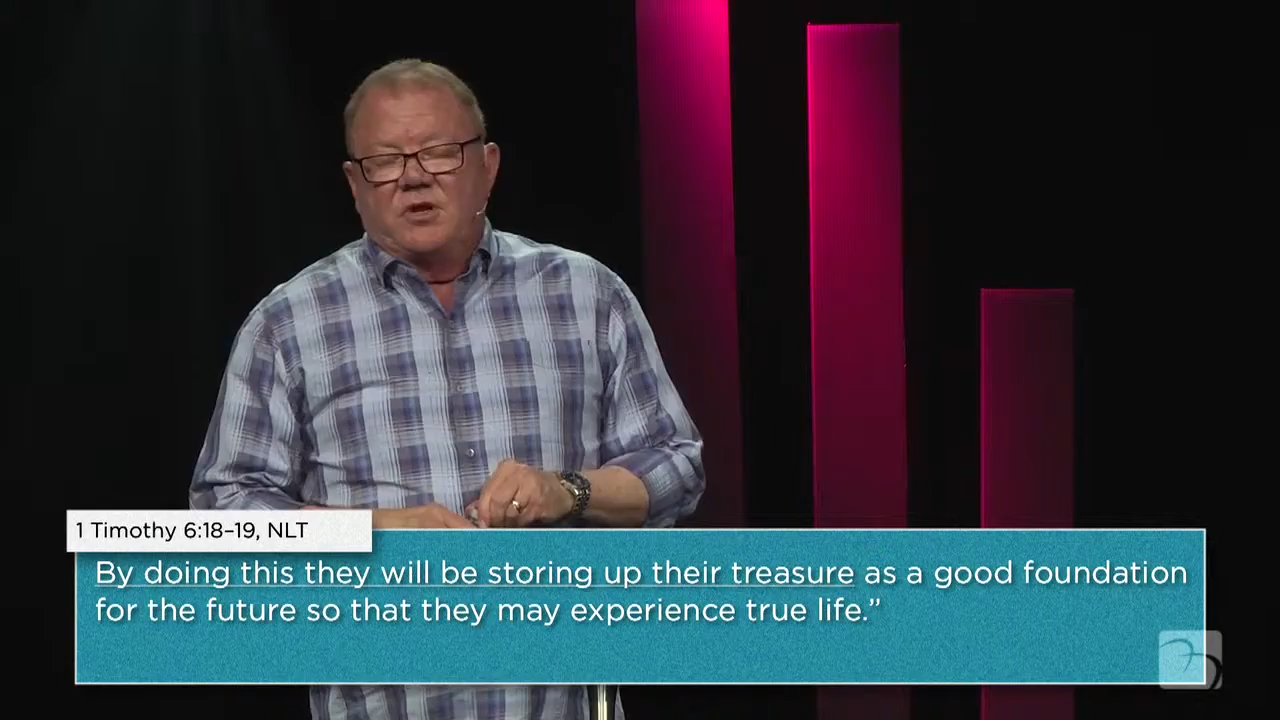 1 Timothy 6:18–19, NLT
By doing this they will be storing up their treasure as a good foundation
for the future so that they may experience true life.”